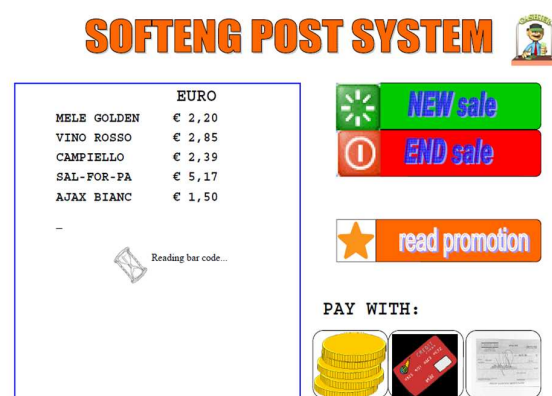 SOFTENG POST SYSTEM
EURO
MELE GOLDEN € 2,20
VINO ROSSO € 2,85
CAMPIELLO € 2,39
SAL-FOR-PA € 5,17
AJAX BIANC € 1,50
_
Reading bar code...
NEW sale
END sale
read promotion
PAY WITH: